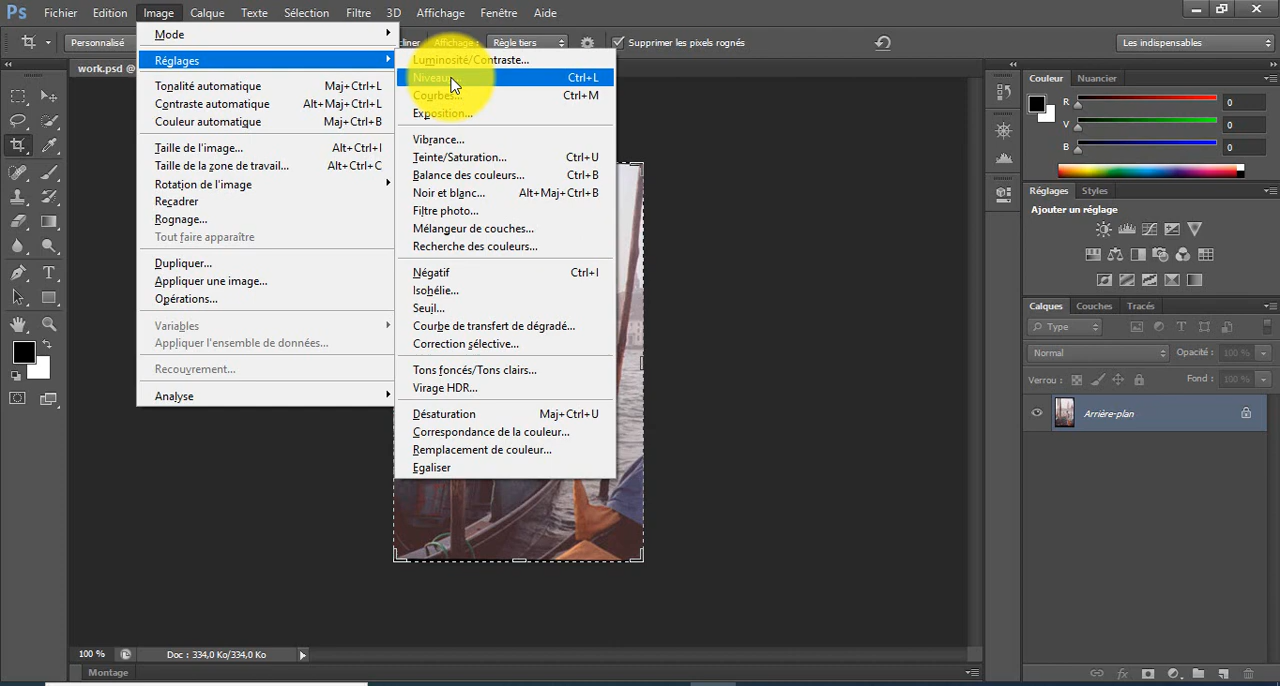 Ps Fichier Edition Image Calque Texte Sélection Filtre 3D Affichage Fenêtre Aide
Personnalisé Affichage : Règle tiers Supprimer les pixels rognés Les indispensables
work.psd @
Mode
Réglages
Tonalité automatique Maj+Ctrl+L
Contraste automatique Alt+Maj+Ctrl+L
Couleur automatique Maj+Ctrl+B
Taille de l'image... Alt+Ctrl+I
Taille de la zone de travail... Alt+Ctrl+C
Rotation de l'image
Recadrer
Rognage...
Tout faire apparaître
Dupliquer...
Appliquer une image...
Opérations...
Variables
Appliquer l'ensemble de données...
Recouvrement...
Analyse
Luminosité/Contraste...
Niveaux Ctrl+L
Courbes... Ctrl+M
Exposition...
Vibrance...
Teinte/Saturation... Ctrl+U
Balance des couleurs... Ctrl+B
Noir et blanc... Alt+Maj+Ctrl+B
Filtre photo...
Mélangeur de couches...
Recherche des couleurs...
Négatif Ctrl+I
Isohélie...
Seuil...
Courbe de transfert de dégradé...
Correction sélective...
Tons foncés/Tons clairs...
Virage HDR...
Désaturation Maj+Ctrl+U
Correspondance de la couleur...
Remplacement de couleur...
Egaliser
Couleur Nuancier
R 0
V 0
B 0
Réglages Styles
Ajouter un réglage
Calques Couches Tracés
Type
Normal Opacité : 100 %
Verrou : Fond : 100 %
Arrière-plan
100 % Doc : 334,0 Ko/334,0 Ko
Montage